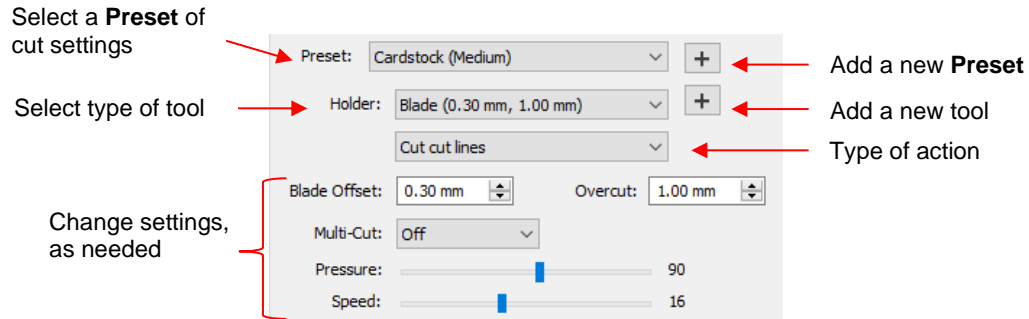 Select a Preset of
cut settings
Preset: Cardstock (Medium)
Add a new Preset
Select type of tool
Holder: Blade (0.30 mm, 1.00 mm)
Add a new tool
Cut cut lines
Type of action
Blade Offset: 0.30 mm Overcut: 1.00 mm
Change settings,
as needed
Multi-Cut: Off
Pressure: 90
Speed: 16